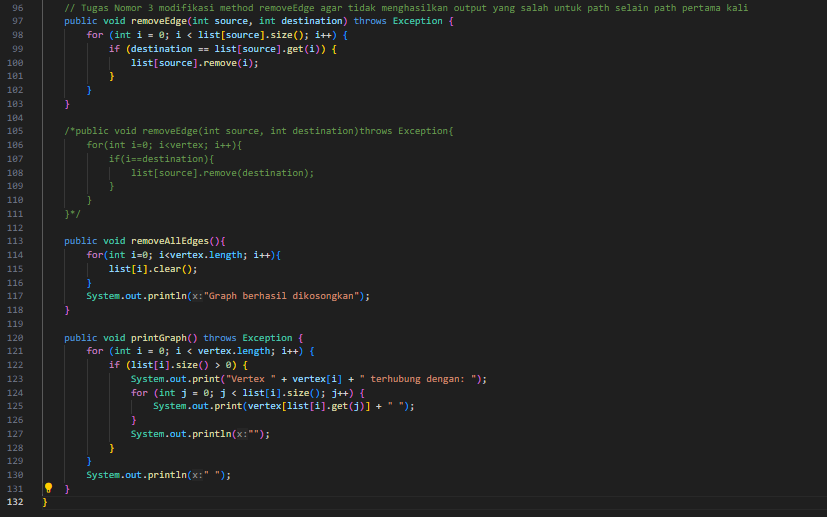 96 // Tugas Nomor 3 modifikasi method removeEdge agar tidak menghasilkan output yang salah untuk path selain path pertama kali
97 public void removeEdge(int source, int destination) throws Exception {
98 for (int i = 0; i < list[source].size(); i++) {
99 if (destination == list[source].get(i)) {
100 list[source].remove(i);
101 }
102 }
103 }
104
105 /*public void removeEdge(int source, int destination)throws Exception{
106 for(int i=0; i<vertex; i++){
107 if(i==destination){
108 list[source].remove(destination);
109 }
110 }
111 }*/
112
113 public void removeAllEdges(){
114 for(int i=0; i<vertex.length; i++){
115 list[i].clear();
116 }
117 System.out.println(x:"Graph berhasil dikosongkan");
118 }
119
120 public void printGraph() throws Exception {
121 for (int i = 0; i < vertex.length; i++) {
122 if (list[i].size() > 0) {
123 System.out.print("Vertex " + vertex[i] + " terhubung dengan: ");
124 for (int j = 0; j < list[i].size(); j++) {
125 System.out.print(vertex[list[i].get(j)] + " ");
126 }
127 System.out.println(x:"");
128 }
129 }
130 System.out.println(x:" ");
131 }
132 }